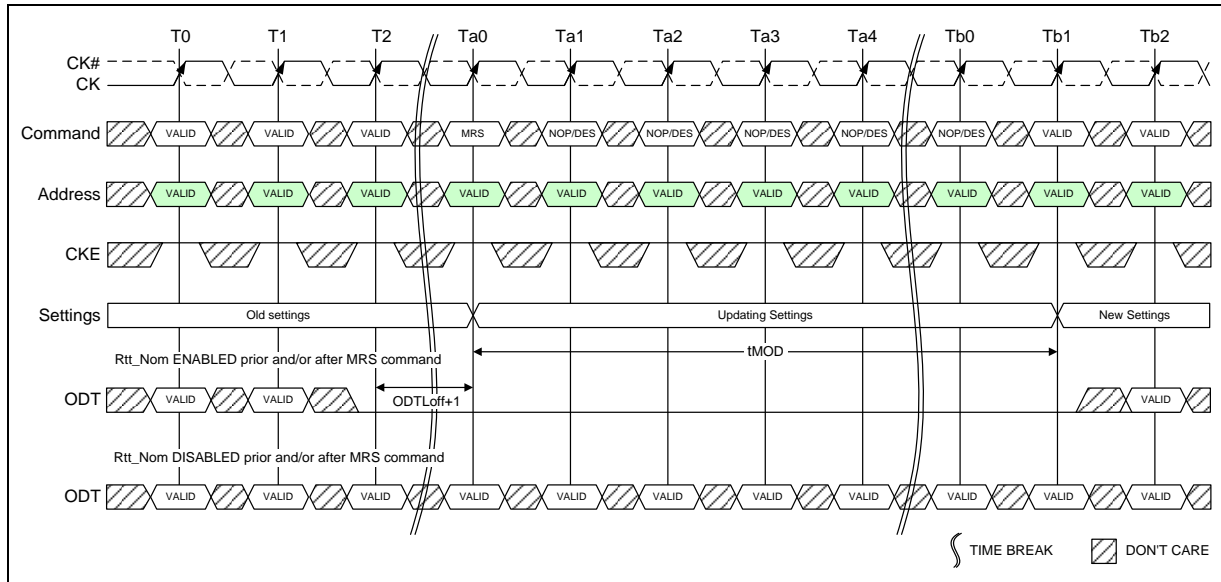 T0 T1 T2 Ta0 Ta1 Ta2 Ta3 Ta4 Tb0 Tb1 Tb2
CK#
CK
Command VALID VALID VALID MRS NOP/DES NOP/DES NOP/DES NOP/DES NOP/DES VALID VALID
Address VALID VALID VALID VALID VALID VALID VALID VALID VALID VALID VALID
CKE
Settings Old settings Updating Settings New Settings
Rtt_Nom ENABLED prior and/or after MRS command tMOD
ODT VALID VALID ODTLoff+1 VALID
Rtt_Nom DISABLED prior and/or after MRS command
ODT VALID VALID VALID VALID VALID VALID VALID VALID VALID VALID VALID
TIME BREAK DON'T CARE